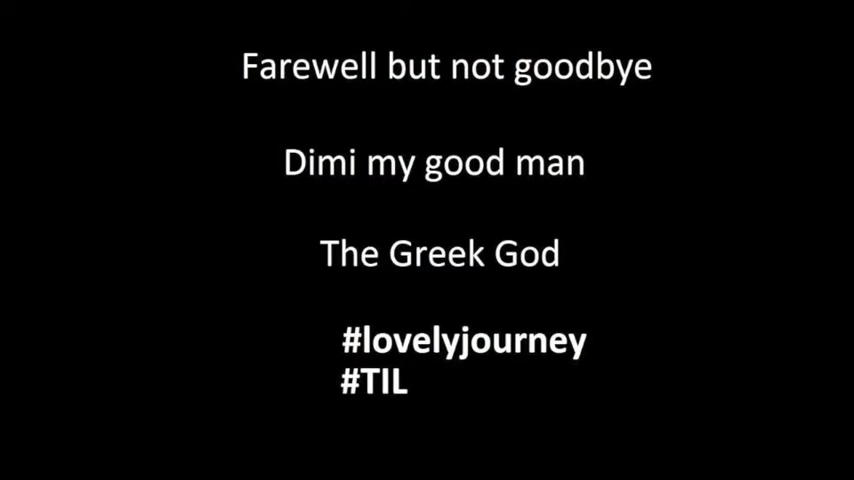 Farewell but not goodbye
Dimi my good man
The Greek God
#lovelyjourney
#TIL